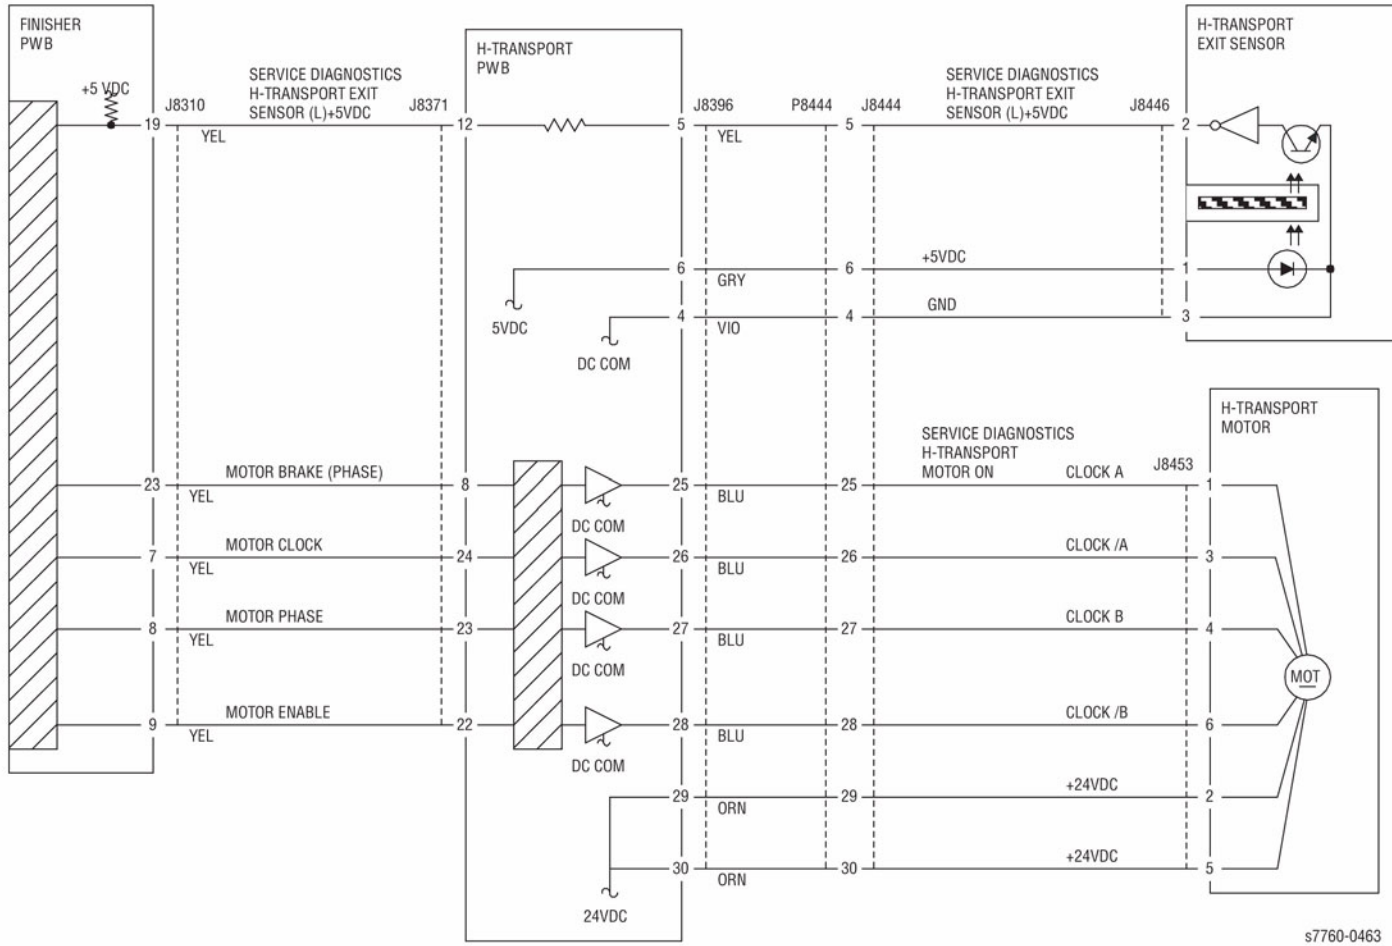 FINISHER
PWB
+5 VDC
J8310
19
YEL
SERVICE DIAGNOSTICS
H-TRANSPORT EXIT
SENSOR (L)+5VDC
J8371
12
H-TRANSPORT
PWB
5
J8396
YEL
P8444
5
J8444
SERVICE DIAGNOSTICS
H-TRANSPORT EXIT
SENSOR (L)+5VDC
J8446
2
H-TRANSPORT
EXIT SENSOR
5VDC
6
GRY
6
+5VDC
1
DC COM
4
VIO
4
GND
3
SERVICE DIAGNOSTICS
H-TRANSPORT
MOTOR ON
J8453
H-TRANSPORT
MOTOR
23
YEL
MOTOR BRAKE (PHASE)
8
DC COM
25
BLU
25
CLOCK A
1
7
YEL
MOTOR CLOCK
24
DC COM
26
BLU
26
CLOCK /A
3
8
YEL
MOTOR PHASE
23
DC COM
27
BLU
27
CLOCK B
4
MOT
9
YEL
MOTOR ENABLE
22
DC COM
28
BLU
28
CLOCK /B
6
29
ORN
29
+24VDC
2
30
ORN
30
+24VDC
5
24VDC
s7760-0463